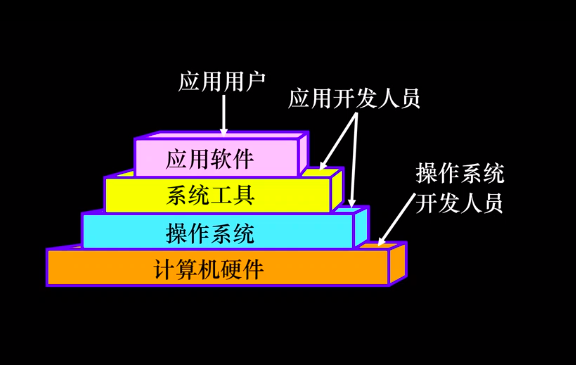 应用用户
应用开发人员
应用软件
操作系统
开发人员
系统工具
操作系统
计算机硬件